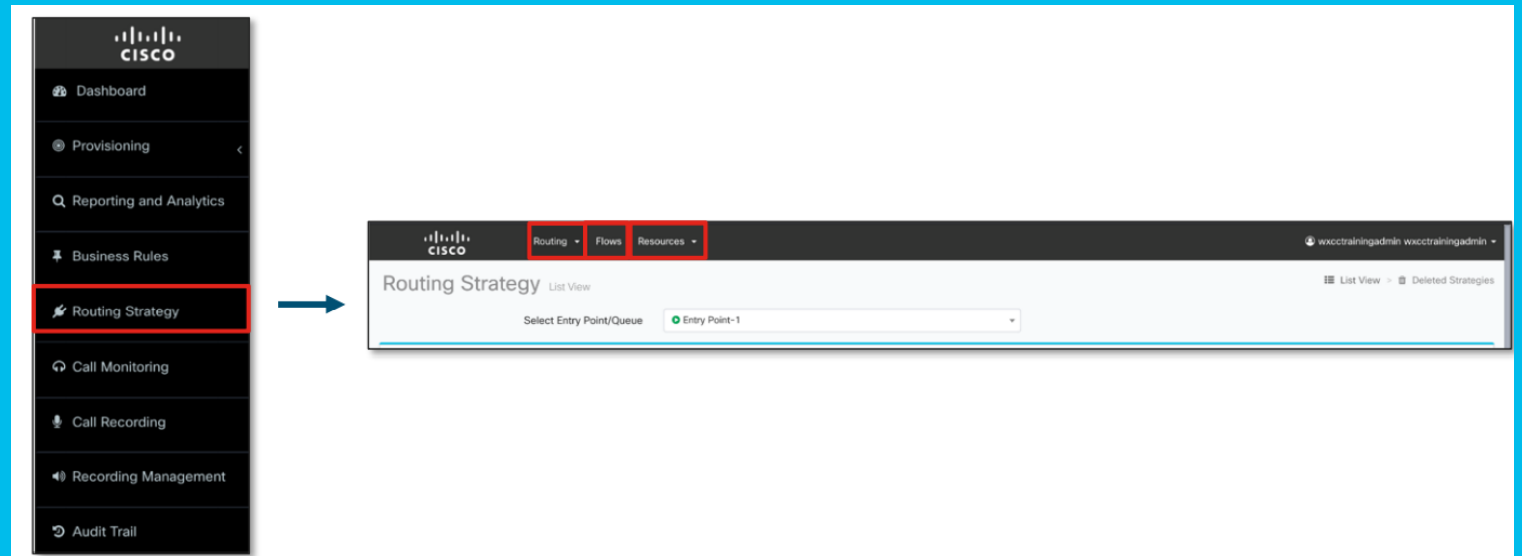 CISCO
Dashboard
Provisioning
Reporting and Analytics
Business Rules
Routing Strategy
Call Monitoring
Call Recording
Recording Management
Audit Trail
CISCO Routing Flows Resources wxcctrainingadmin wxcctrainingadmin
Routing Strategy List View List View > Deleted Strategies
Select Entry Point/Queue Entry Point-1